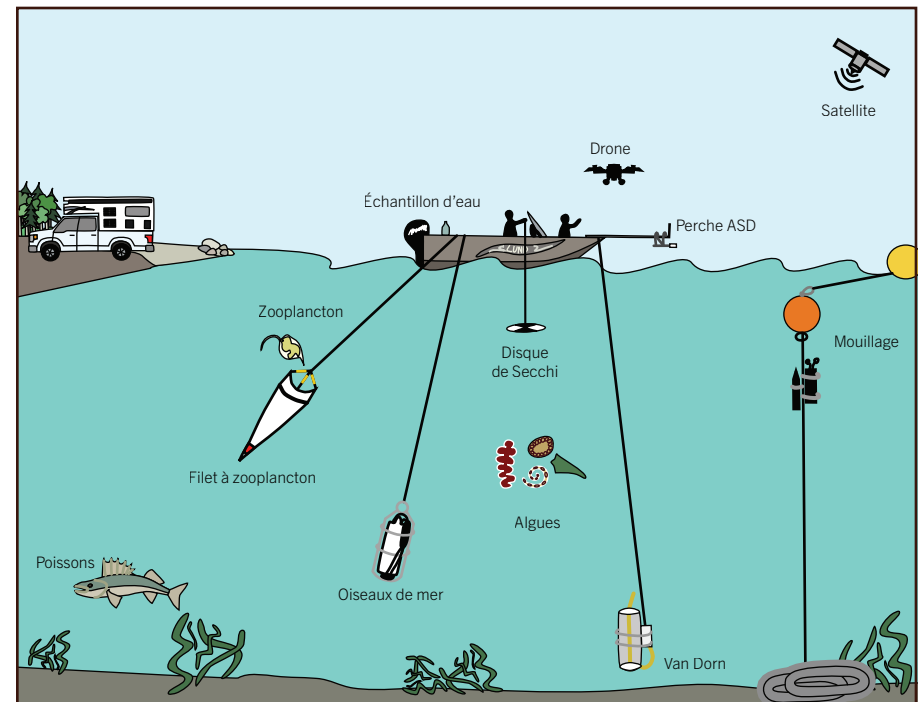 Satellite
Drone
Échantillon d'eau
Perche ASD
LUND
Zooplancton
Mouillage
Disque
de Secchi
Filet à zooplancton
Algues
Poissons
Oiseaux de mer
Van Dorn